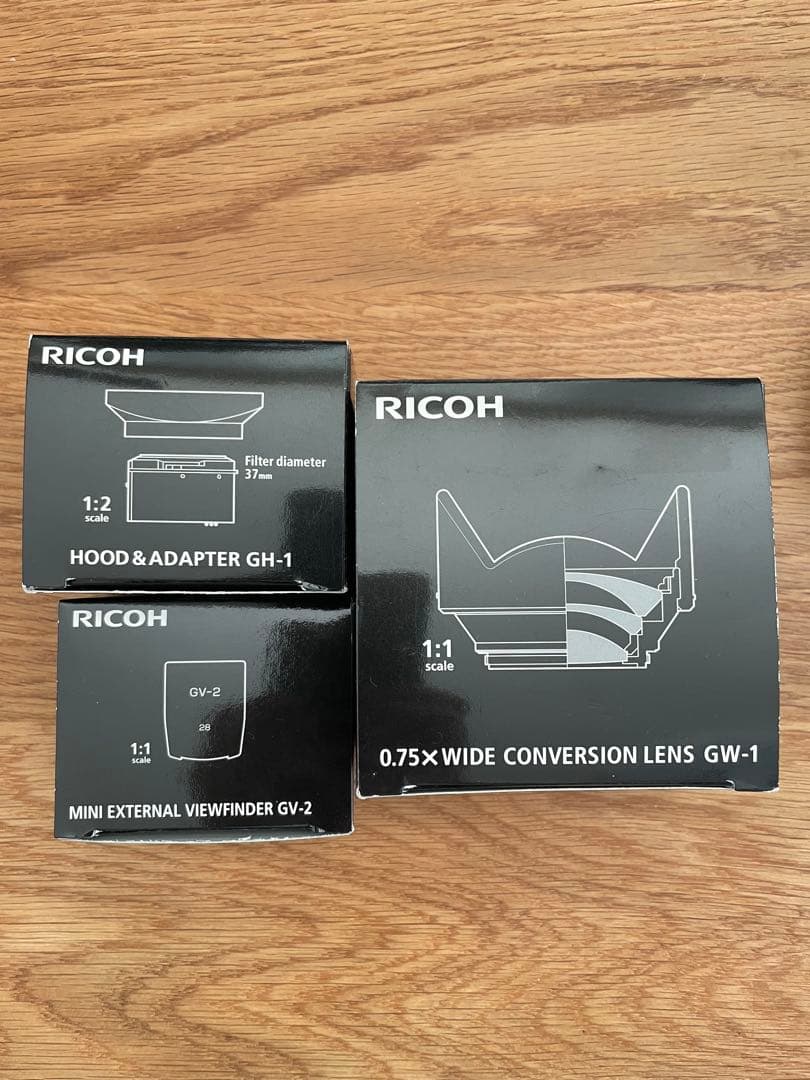 RICOH
Filter diameter
37mm
1:2
scale
HOOD & ADAPTER GH-1
RICOH
GV-2
28
1:1
scale
MINI EXTERNAL VIEWFINDER GV-2
RICOH
1:1
scale
0.75× WIDE CONVERSION LENS GW-1